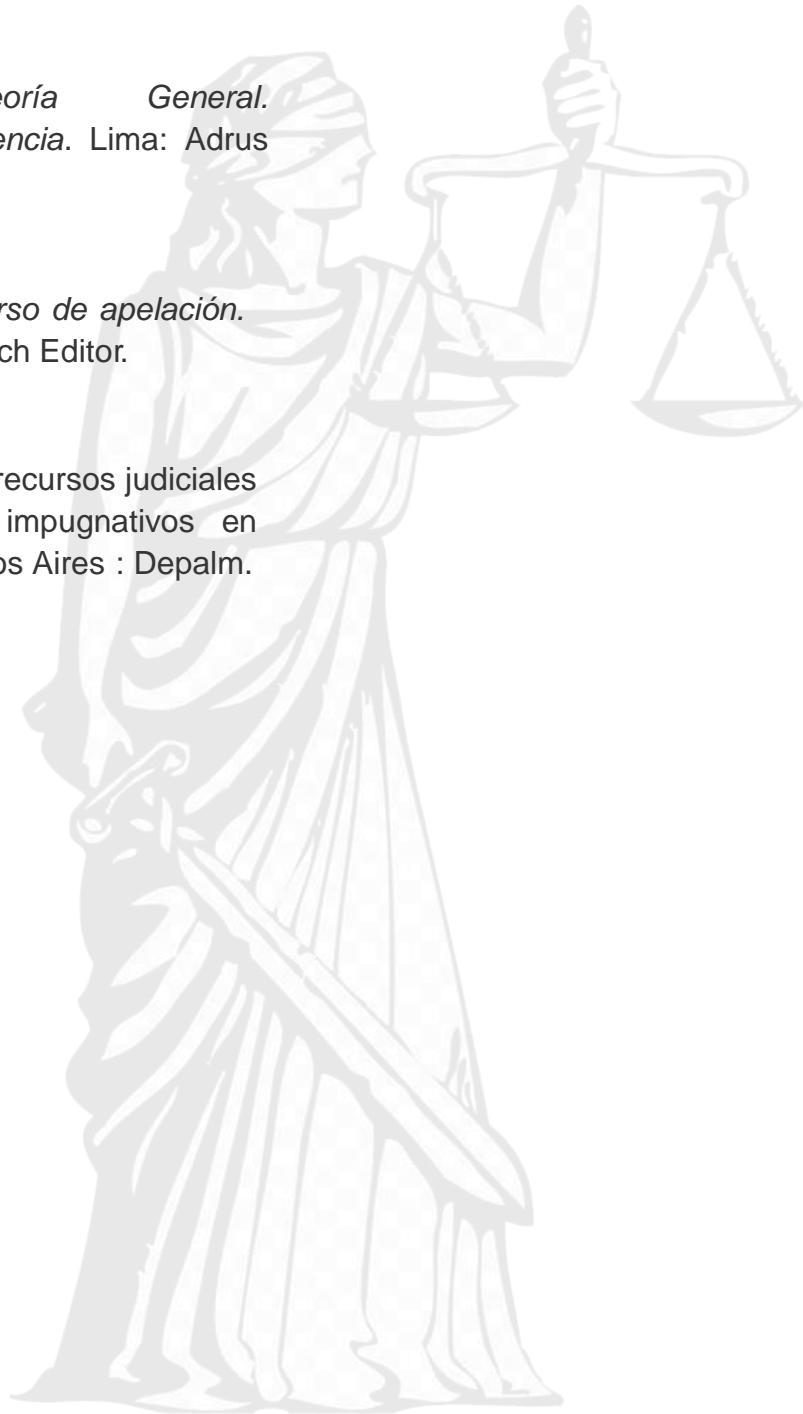 eoría General.
encia. Lima: Adrus
rso de apelación.
ch Editor.
recursos judiciales
impugnativos en
os Aires : Depalm.